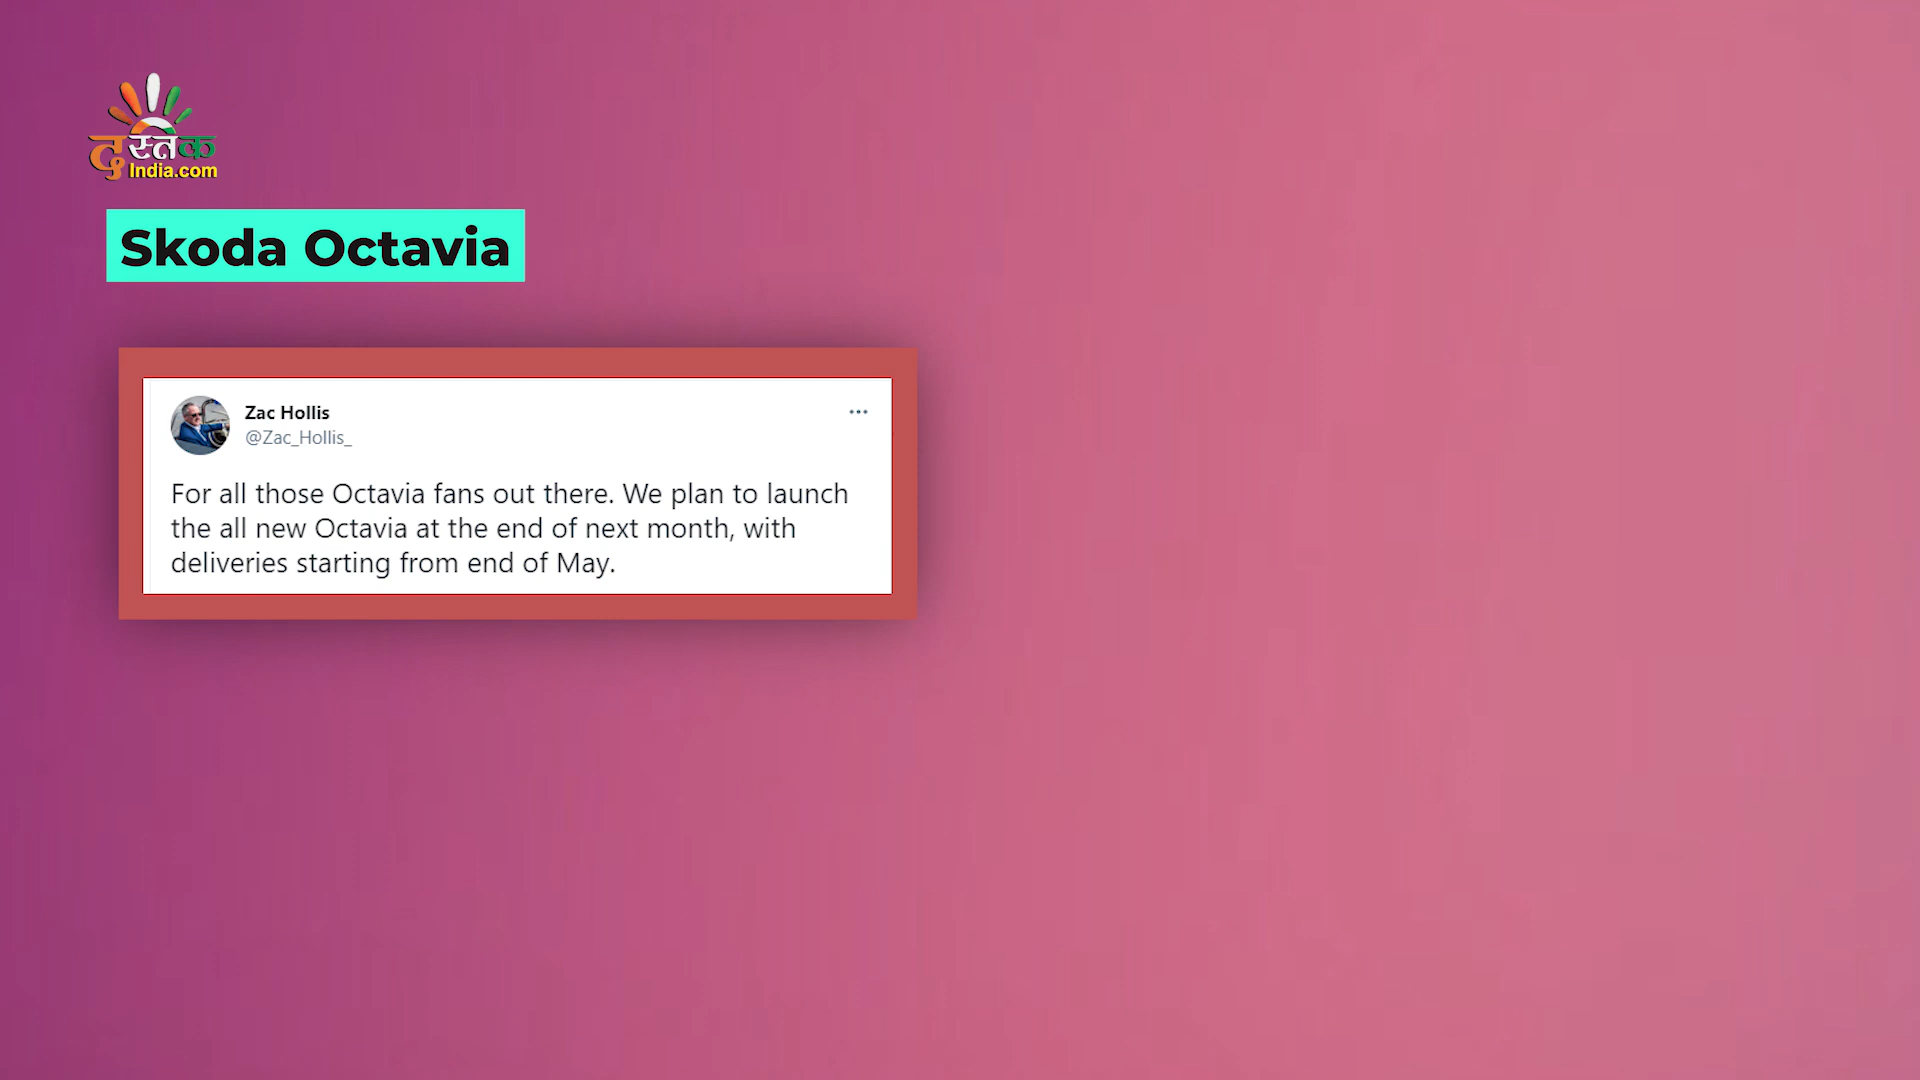 दस्तक
India.com
Skoda Octavia
Zac Hollis
@Zac_Hollis_
For all those Octavia fans out there. We plan to launch
the all new Octavia at the end of next month, with
deliveries starting from end of May.